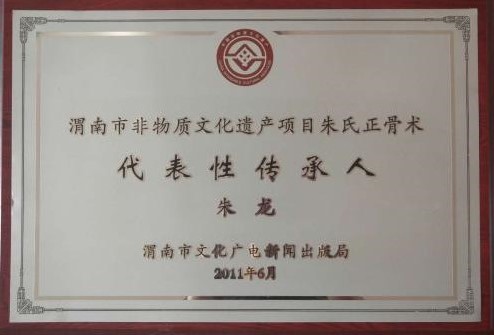 渭南市非物质文化遗产项目朱氏正骨术
代表性传承人
朱龙
渭南市文化广电新闻出版局
2011年6月